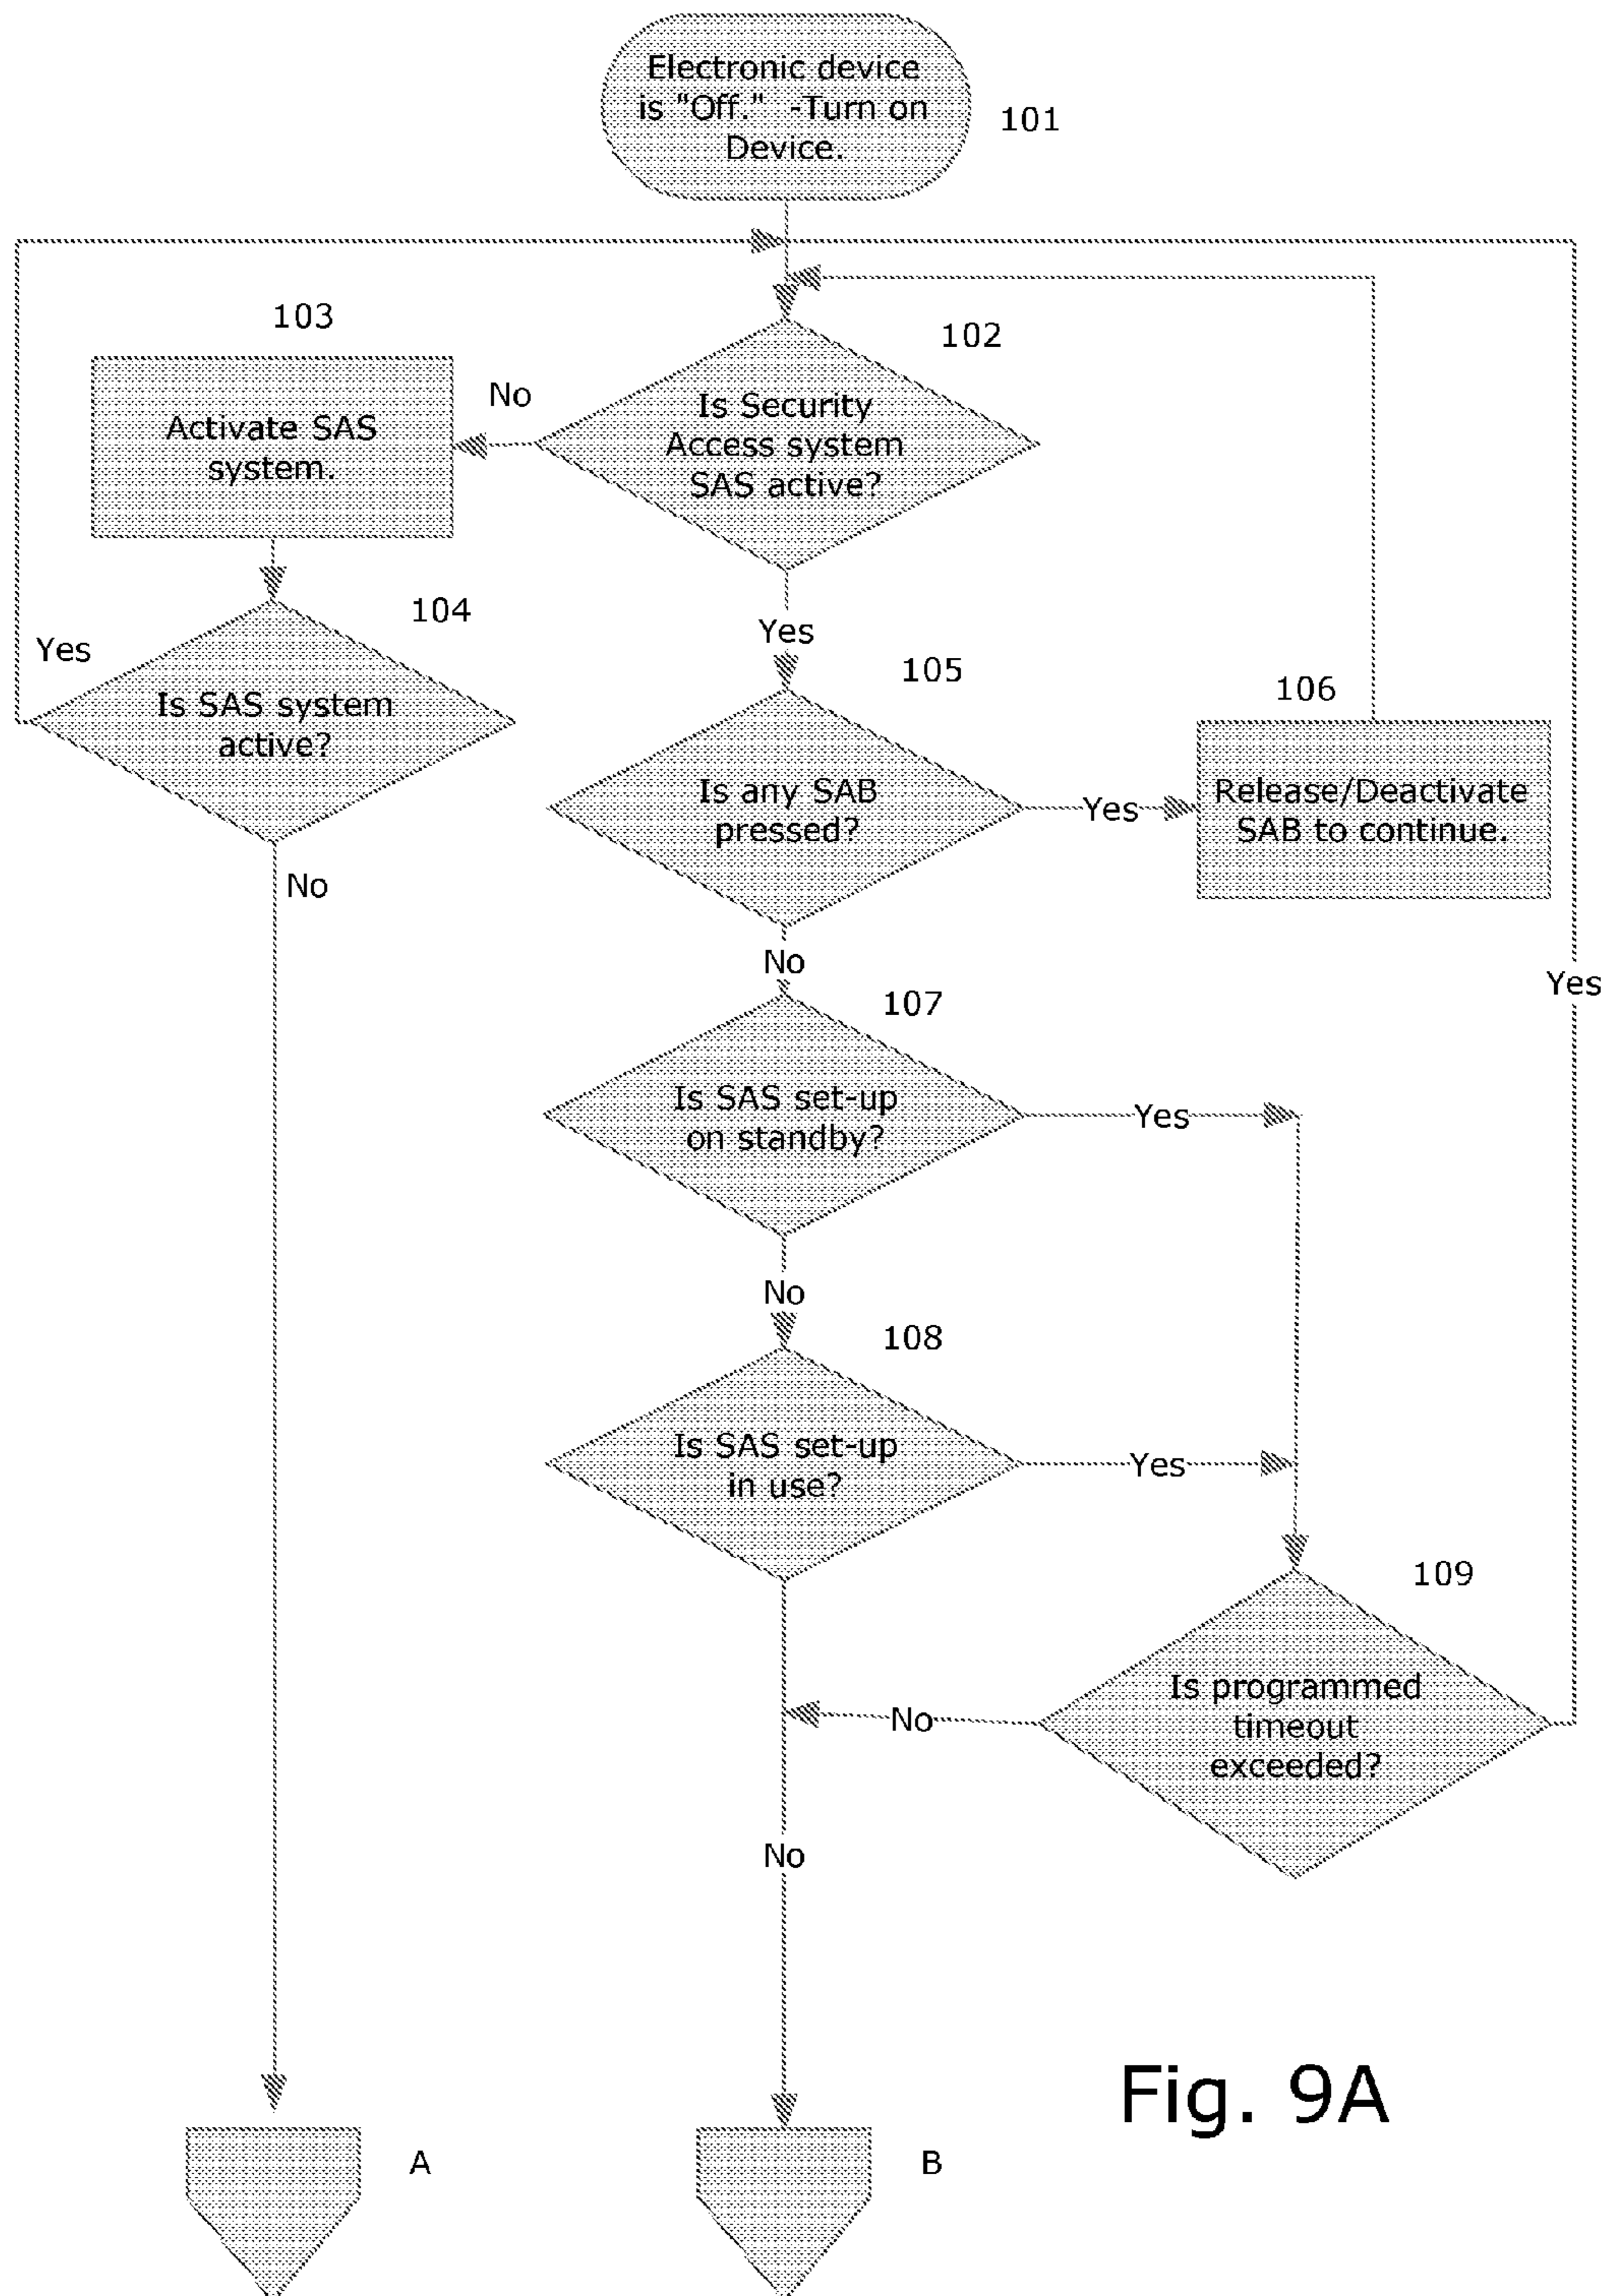 Electronic device
is "Off." -Turn on
Device.
101
103
102
No
Activate SAS
system.
Is Security
Access system
SAS active?
104
Yes
Yes
105
106
Is SAS system
active?
Is any SAB
pressed?
Yes
Release/Deactivate
SAB to continue.
No
No
Yes
107
Is SAS set-up
on standby?
Yes
No
108
Is SAS set-up
in use?
Yes
109
Is programmed
timeout
exceeded?
No
No
Fig. 9A
A
B